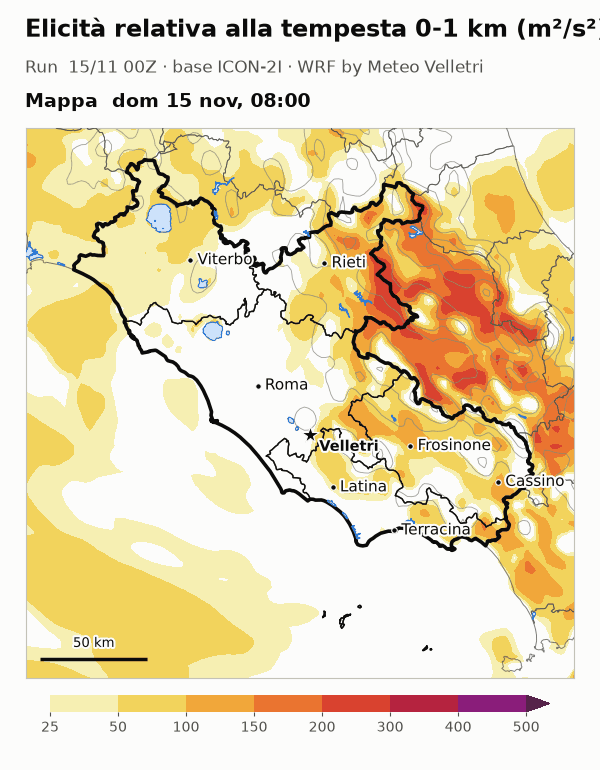 Elicità relativa alla tempesta 0-1 km (m²/s²)
Run 15/11 00Z · base ICON-2I · WRF by Meteo Velletri
Mappa dom 15 nov, 08:00
Viterbo
Rieti
Roma
Velletri
Frosinone
Latina
Cassino
Terracina
50 km
25 50 100 150 200 300 400 500